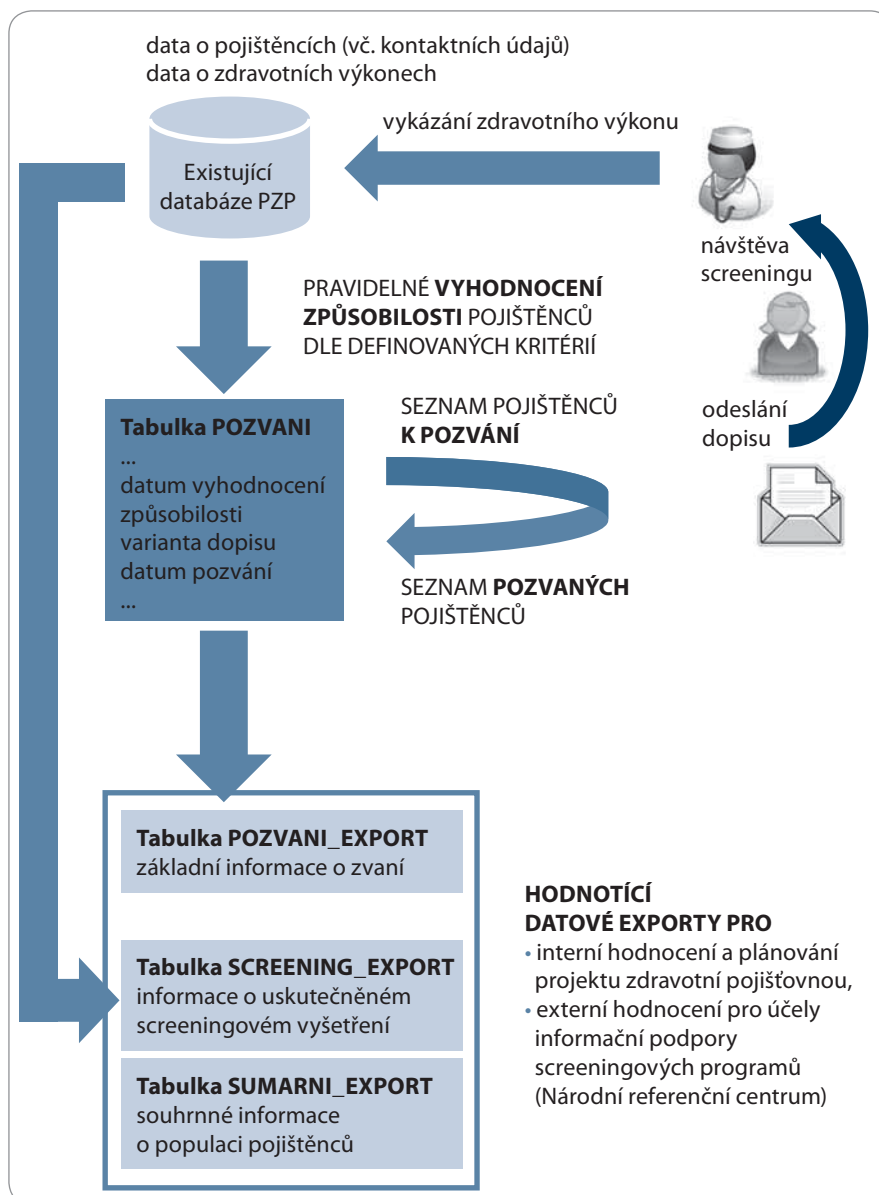 data o pojištěncích (vč. kontaktních údajů)
data o zdravotních výkonech
vykázání zdravotního výkonu
Existující
databáze PZP
návštěva
screeningu
PRAVIDELNÉ VYHODNOCENÍ
ZPŮSOBILOSTI POJIŠTĚNCŮ
DLE DEFINOVANÝCH KRITÉRIÍ
odeslání
dopisu
Tabulka POZVANI
...
datum vyhodnocení
způsobilosti
varianta dopisu
datum pozvání
...
SEZNAM POJIŠTĚNCŮ
K POZVÁNÍ
SEZNAM POZVANÝCH
POJIŠTĚNCŮ
Tabulka POZVANI_EXPORT
základní informace o zvaní
Tabulka SCREENING_EXPORT
informace o uskutečněném
screeningovém vyšetření
Tabulka SUMARNI_EXPORT
souhrnné informace
o populaci pojištěnců
HODNOTÍCÍ
DATOVÉ EXPORTY PRO
• interní hodnocení a plánování
projektu zdravotní pojišťovnou,
• externí hodnocení pro účely
informační podpory
screeningových programů
(Národní referenční centrum)